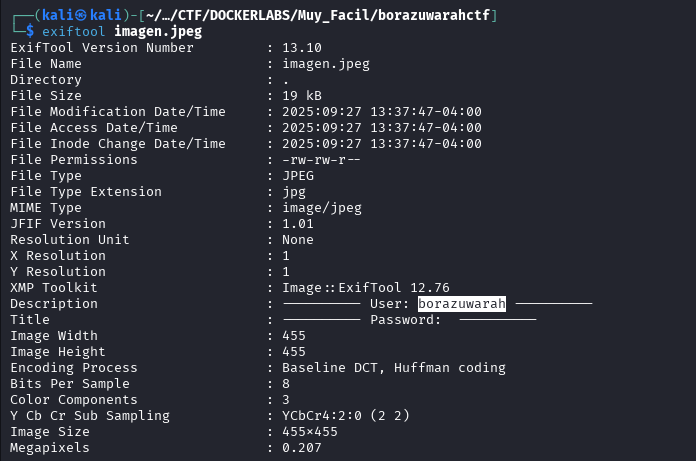 ┌──(kali㉿kali)-[~/…/CTF/DOCKERLABS/Muy_Facil/borazuwarahctf]
└─$ exiftool imagen.jpeg
ExifTool Version Number         : 13.10
File Name                       : imagen.jpeg
Directory                       : .
File Size                       : 19 kB
File Modification Date/Time     : 2025:09:27 13:37:47-04:00
File Access Date/Time           : 2025:09:27 13:37:47-04:00
File Inode Change Date/Time     : 2025:09:27 13:37:47-04:00
File Permissions                : -rw-rw-r--
File Type                       : JPEG
File Type Extension             : jpg
MIME Type                       : image/jpeg
JFIF Version                    : 1.01
Resolution Unit                 : None
X Resolution                    : 1
Y Resolution                    : 1
XMP Toolkit                     : Image::ExifTool 12.76
Description                     : ---------- User: borazuwarah ----------
Title                           : ---------- Password:  ----------
Image Width                     : 455
Image Height                    : 455
Encoding Process                : Baseline DCT, Huffman coding
Bits Per Sample                 : 8
Color Components                : 3
Y Cb Cr Sub Sampling            : YCbCr4:2:0 (2 2)
Image Size                      : 455×455
Megapixels                      : 0.207